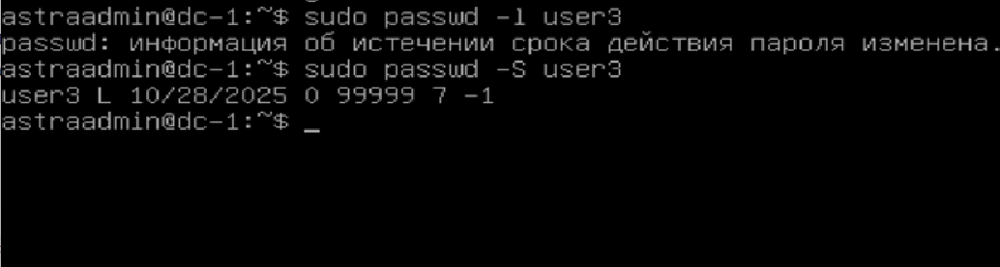 astraadmin@dc-1:~$ sudo passwd -l user3
passwd: информация об истечении срока действия пароля изменена.
astraadmin@dc-1:~$ sudo passwd -S user3
user3 L 10/28/2025 0 99999 7 -1
astraadmin@dc-1:~$ _